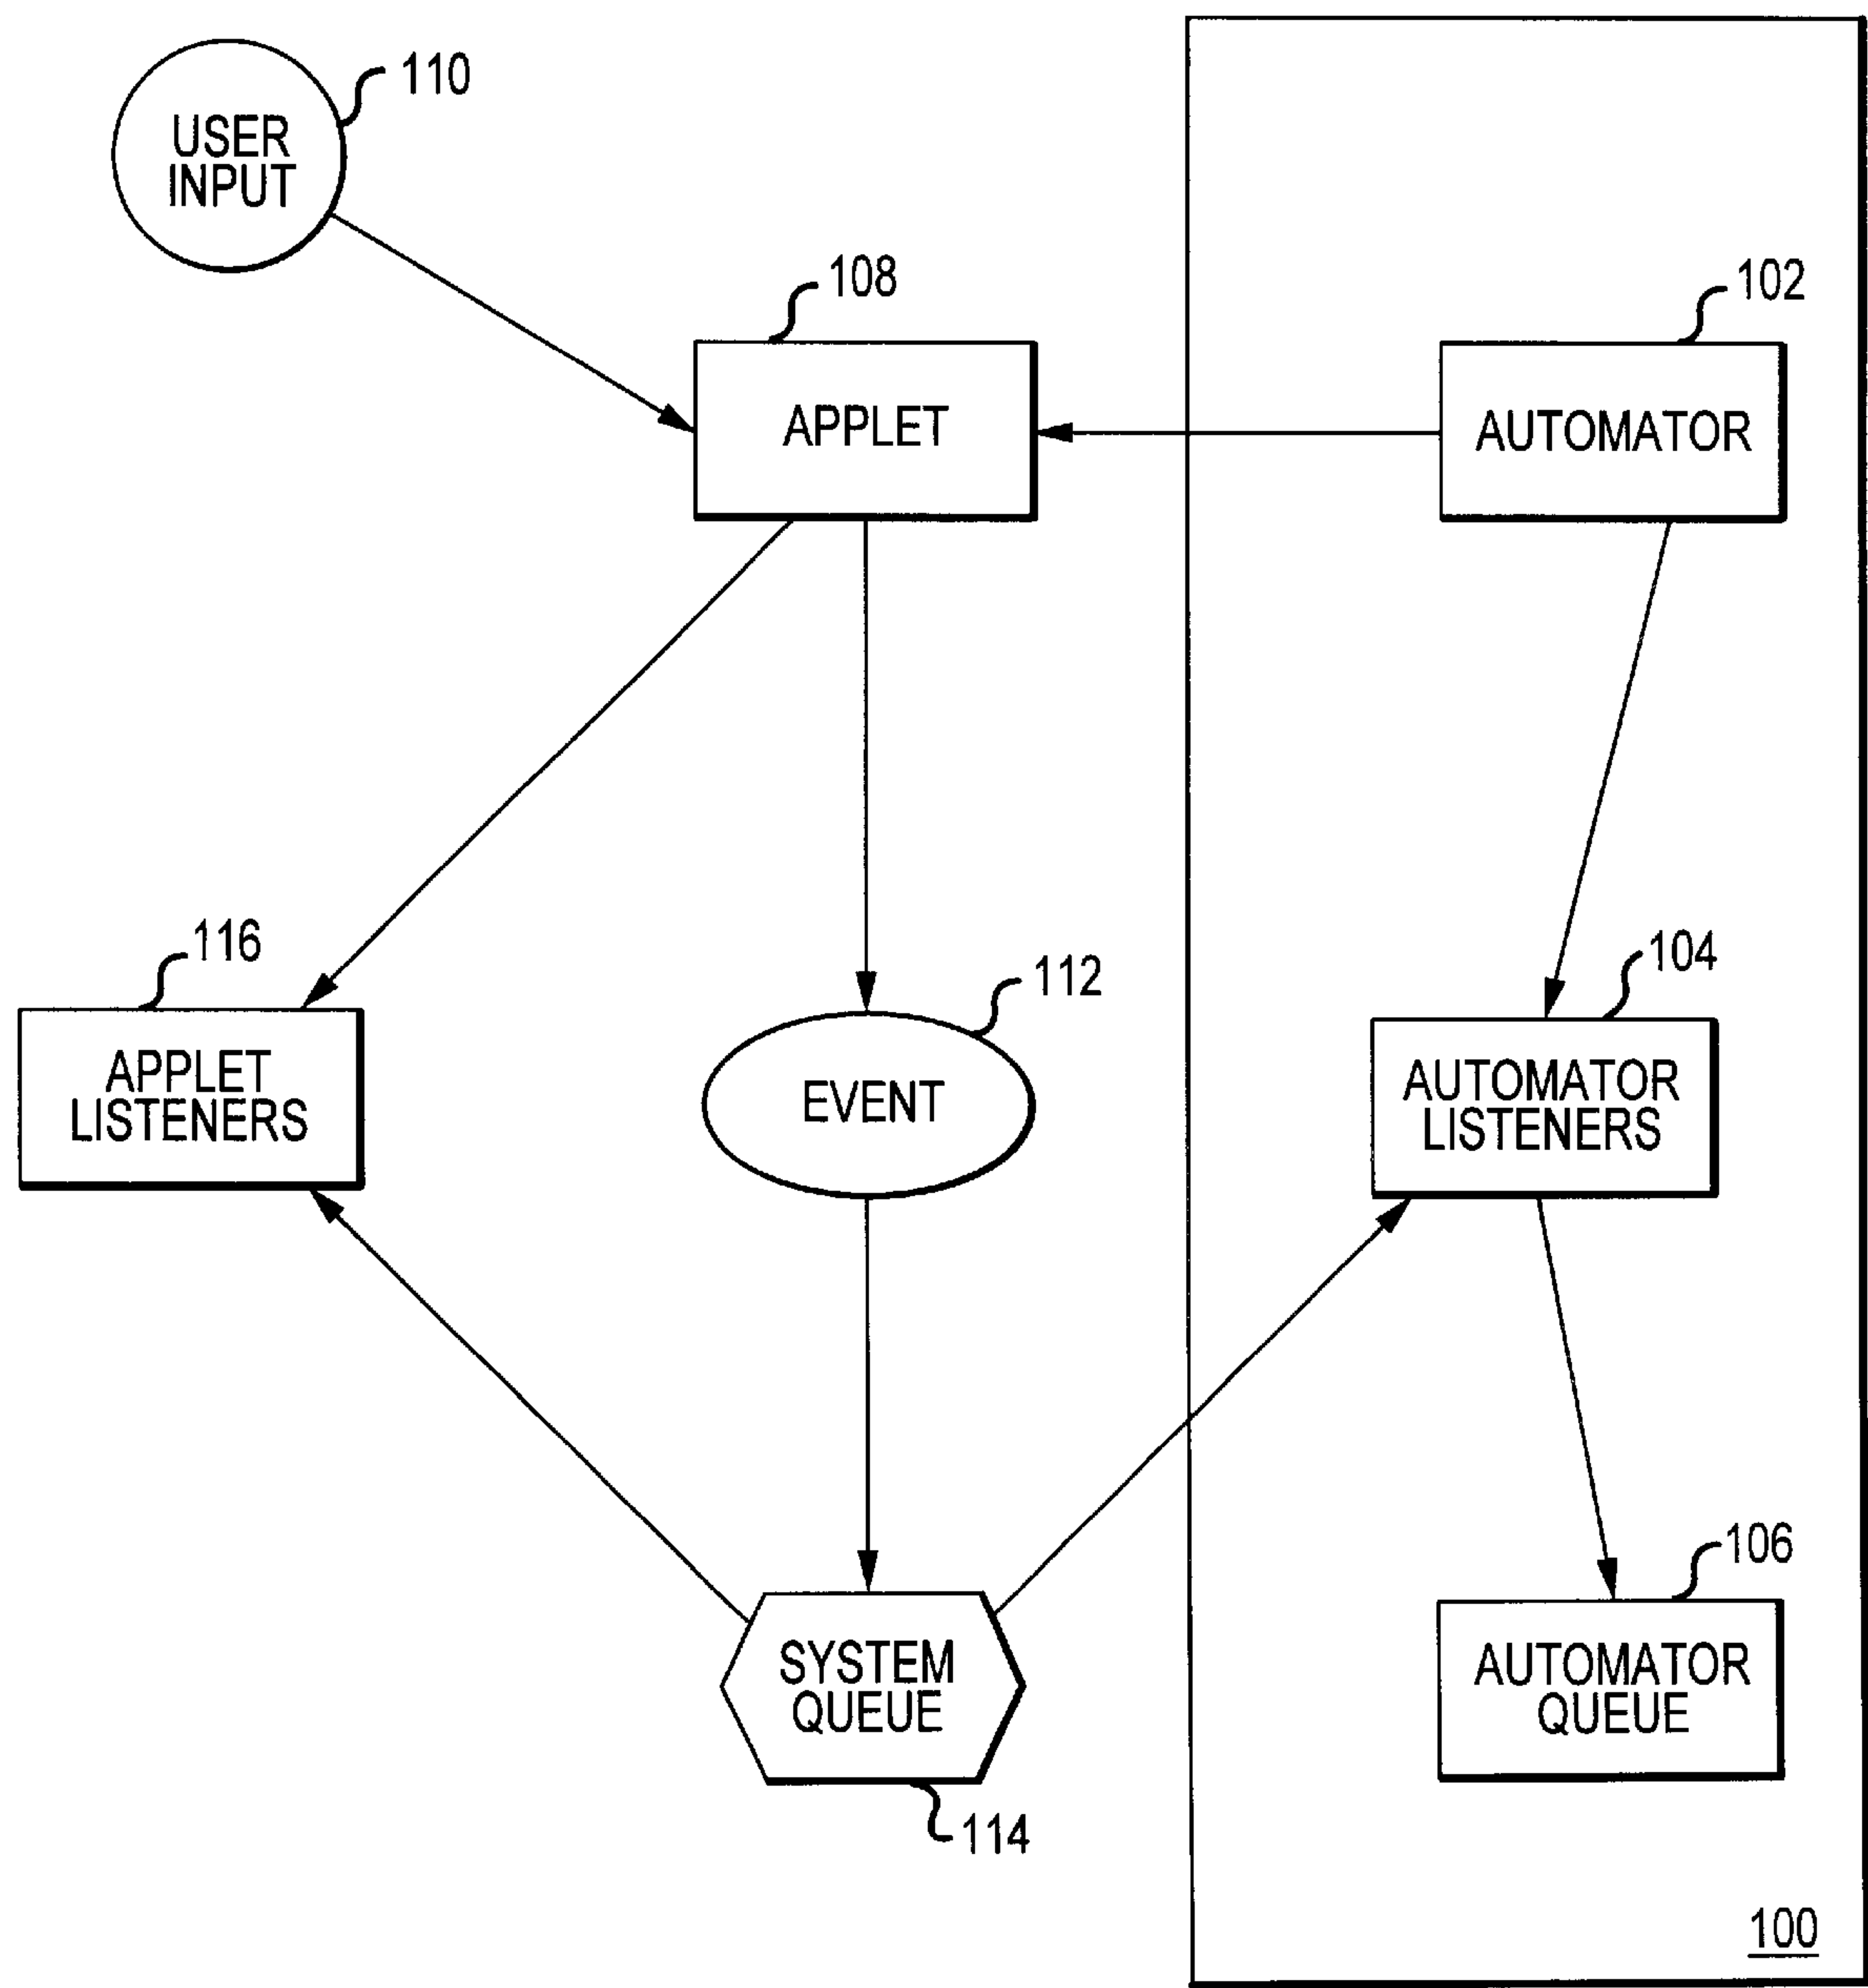 110
USER
INPUT
108
102
APPLET
AUTOMATOR
116
112
104
APPLET
LISTENERS
EVENT
AUTOMATOR
LISTENERS
106
SYSTEM
QUEUE
AUTOMATOR
QUEUE
114
100